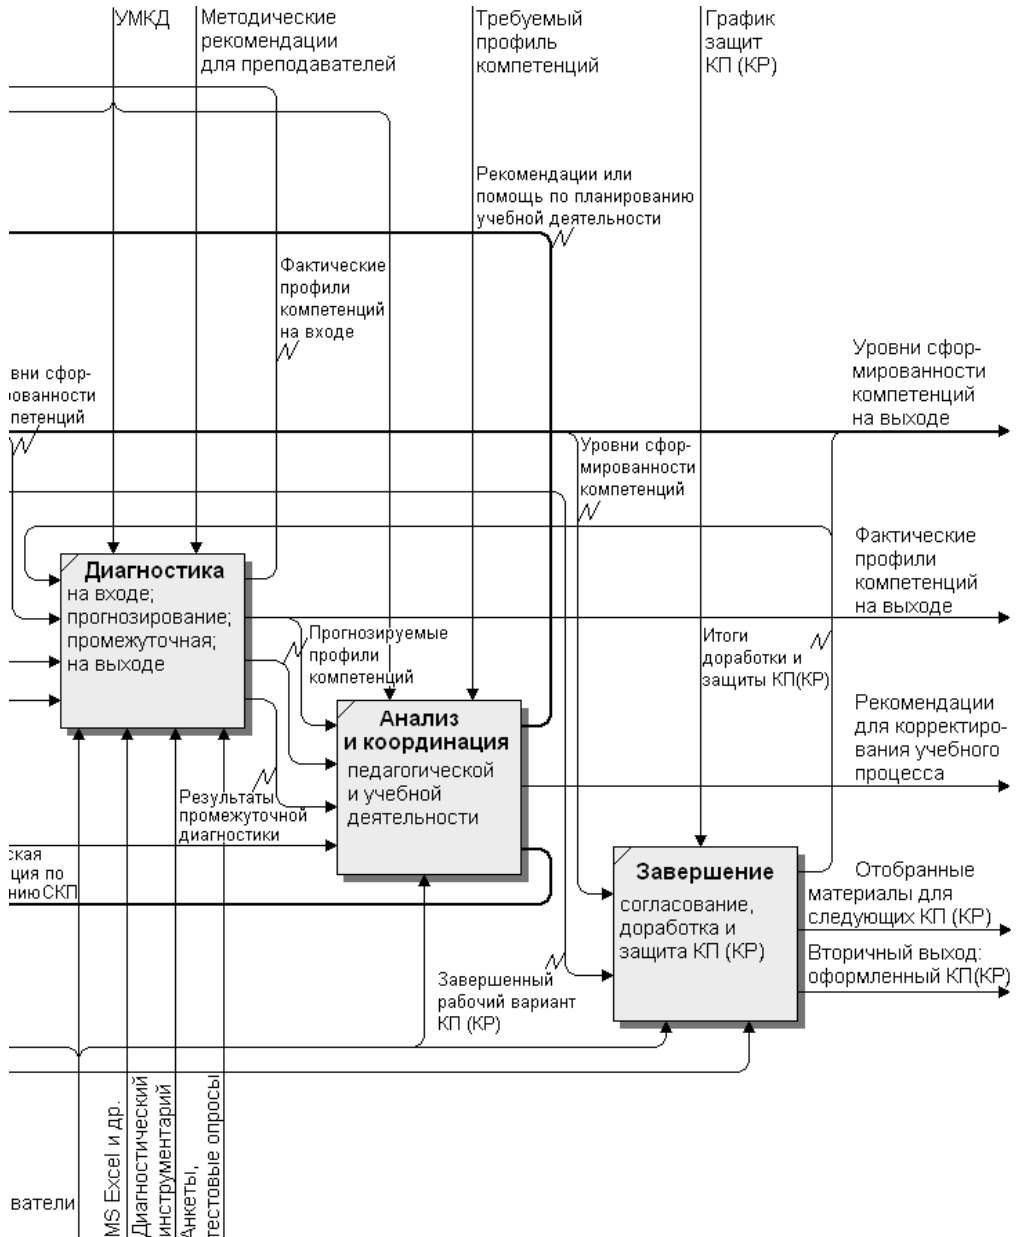 УМКД
Методические
рекомендации
для преподавателей
Требуемый
профиль
компетенций
График
защит
КП (КР)
Рекомендации или
помощь по планированию
учебной деятельности
Фактические
профили
компетенций
на входе
вни сфор-
рованности
петенций
Уровни сфор-
мированности
компетенций
на выходе
Уровни сфор-
мированности
компетенций
Фактические
профили
компетенций
на выходе
Диагностика
на входе;
прогнозирование;
промежуточная;
на выходе
Прогнозируемые
профили
компетенций
Итоги
доработки и
защиты КП(КР)
Анализ
и координация
педагогической
и учебной
деятельности
Рекомендации
для корректиро-
вания учебного
процесса
Результаты
промежуточной
диагностики
ская
ция по
нию СКП
Завершение
согласование,
доработка и
защита КП (КР)
Отобранные
материалы для
следующих КП (КР)
Вторичный выход:
оформленный КП(КР)
Завершенный
рабочий вариант
КП (КР)
ватели
MS Excel и др.
Диагностический
инструментарий
Анкеты,
тестовые опросы